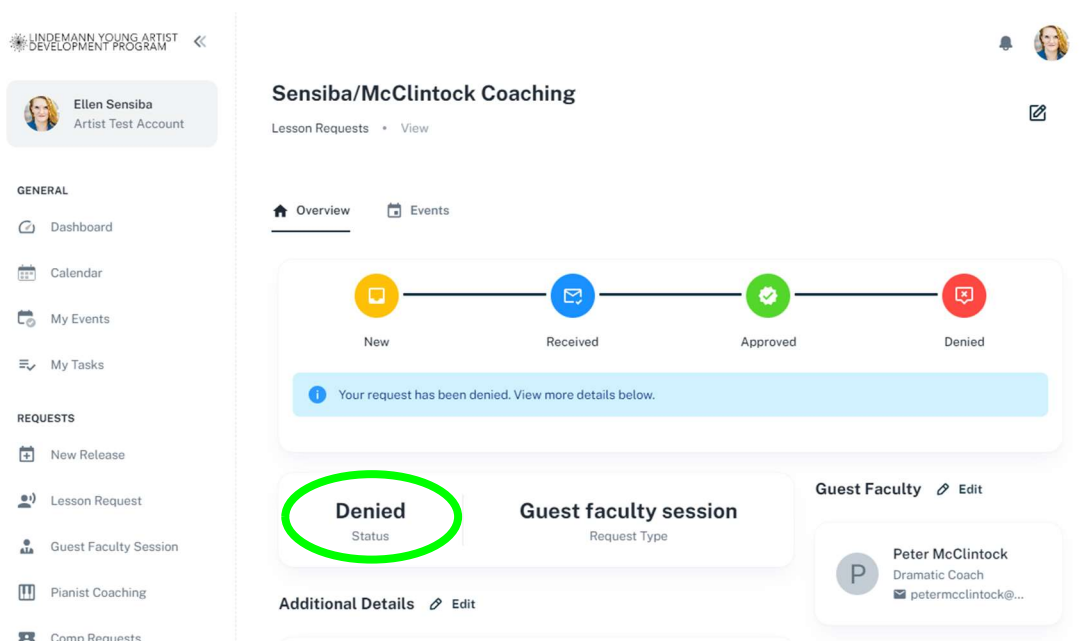 LINDEMANN YOUNG ARTIST
DEVELOPMENT PROGRAM
Ellen Sensiba
Artist Test Account
GENERAL
Dashboard
Calendar
My Events
My Tasks
REQUESTS
New Release
Lesson Request
Guest Faculty Session
Pianist Coaching
Comp Requests
Sensiba/McClintock Coaching
Lesson Requests • View
Overview Events
New Received Approved Denied
Your request has been denied. View more details below.
Denied Guest faculty session
Status Request Type
Additional Details Edit
Guest Faculty Edit
P
Peter McClintock
Dramatic Coach
petermcclintock@...